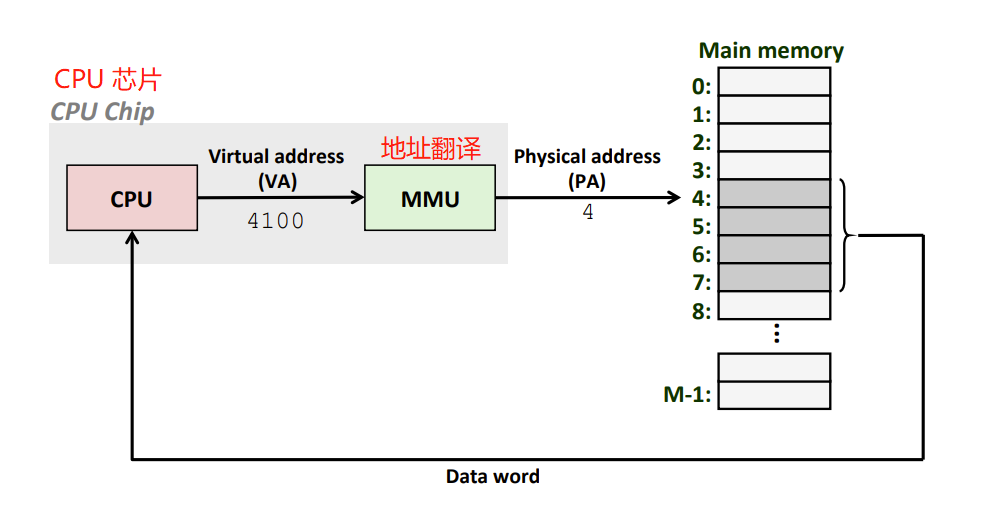 Main memory
CPU 芯片
CPU Chip
0:
1:
2:
3:
4:
5:
6:
7:
8:
⋮
M-1:
地址翻译
Virtual address
(VA)
4100
Physical address
(PA)
4
CPU
MMU
Data word